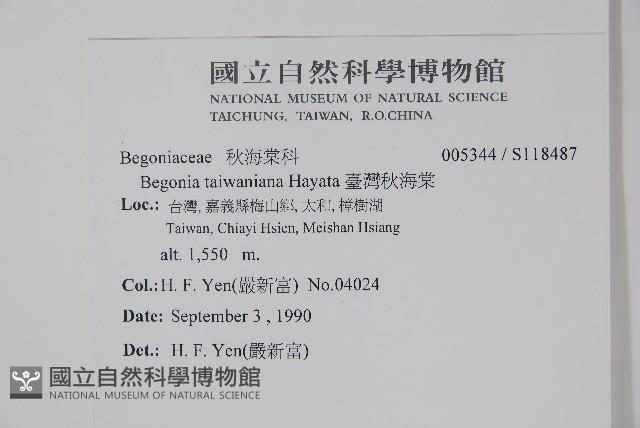 國立自然科學博物館
NATIONAL MUSEUM OF NATURAL SCIENCE
TAICHUNG, TAIWAN, R.O.CHINA
Begoniaceae 秋海棠科 005344 / S118487
Begonia taiwaniana Hayata 臺灣秋海棠
Loc.: 台灣, 嘉義縣梅山鄉, 太和, 樟樹湖
Taiwan, Chiayi Hsien, Meishan Hsiang
alt. 1,550 m.
Col.: H. F. Yen(嚴新富) No.04024
Date: September 3 , 1990
Det.: H. F. Yen(嚴新富)
國立自然科學博物館
NATIONAL MUSEUM OF NATURAL SCIENCE